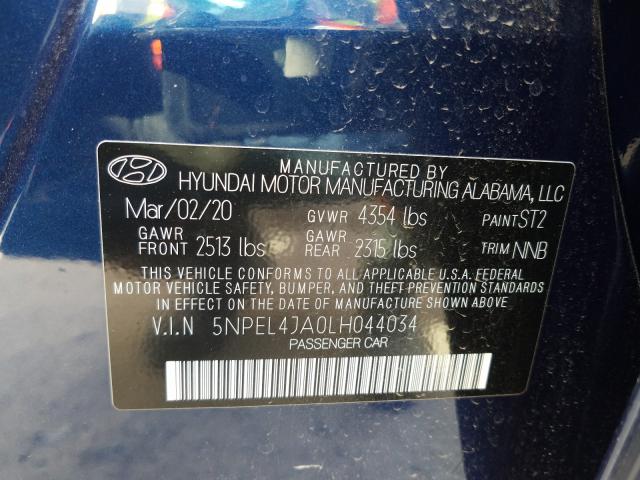 MANUFACTURED BY
HYUNDAI MOTOR MANUFACTURING ALABAMA, LLC
Mar/02/20 GVWR 4354 lbs PAINT ST2
GAWR FRONT 2513 lbs GAWR REAR 2315 lbs TRIM NNB
THIS VEHICLE CONFORMS TO ALL APPLICABLE U.S.A. FEDERAL
MOTOR VEHICLE SAFETY, BUMPER, AND THEFT PREVENTION STANDARDS
IN EFFECT ON THE DATE OF MANUFACTURE SHOWN ABOVE
V.I.N 5NPEL4JA0LH044034
PASSENGER CAR